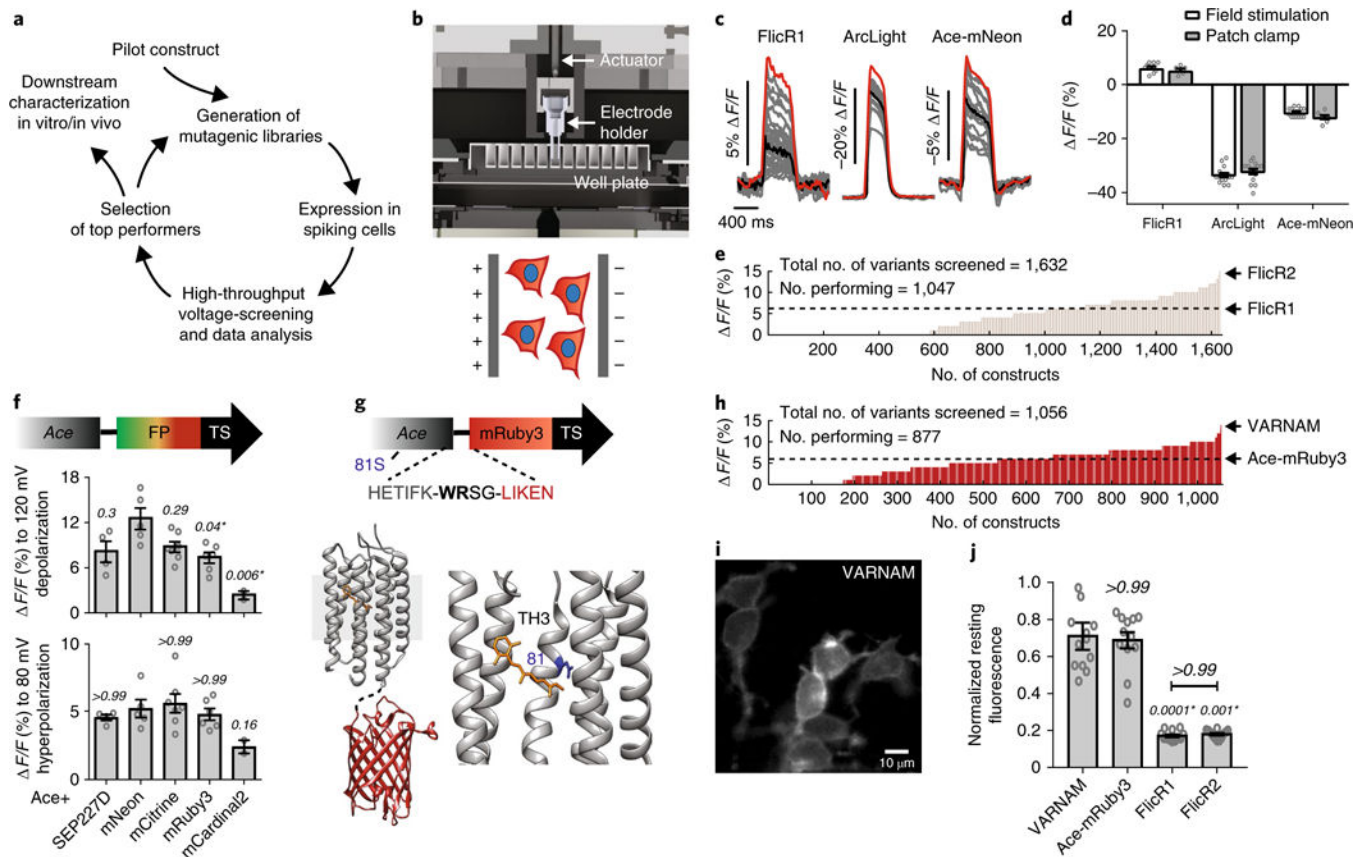 a
Pilot construct
Downstream
characterization
in vitro/in vivo
Generation of
mutagenic libraries
Selection
of top performers
Expression in
spiking cells
High-throughput
voltage-screening
and data analysis
b
Actuator
Electrode
holder
Well plate
+ −
+ −
+ −
+ −
+ −
c
FlicR1 ArcLight Ace-mNeon
5% ΔF/F
−20% ΔF/F
−5% ΔF/F
400 ms
d
Field stimulation
Patch clamp
ΔF/F (%)
20
0
−20
−40
FlicR1 ArcLight Ace-mNeon
e
Total no. of variants screened = 1,632
No. performing = 1,047
ΔF/F (%)
15
10
5
0
FlicR2
FlicR1
200 400 600 800 1,000 1,200 1,400 1,600
No. of constructs
f
Ace FP TS
ΔF/F (%) to 120 mV
depolarization
18
12
6
0
0.3 0.29 0.04* 0.006*
ΔF/F (%) to 80 mV
hyperpolarization
10
5
0
>0.99 >0.99 >0.99 0.16
Ace+
SEP227D
mNeon
mCitrine
mRuby3
mCardinal2
g
Ace mRuby3 TS
81S
HETIFK-WRSG-LIKEN
TH3
81
h
Total no. of variants screened = 1,056
No. performing = 877
ΔF/F (%)
15
10
5
0
VARNAM
Ace-mRuby3
100 200 300 400 500 600 700 800 900 1,000
No. of constructs
i
VARNAM
10 μm
j
Normalized resting
fluorescence
1.0
0.8
0.6
0.4
0.2
0
>0.99
>0.99
0.0001* 0.001*
VARNAM
Ace-mRuby3
FlicR1
FlicR2